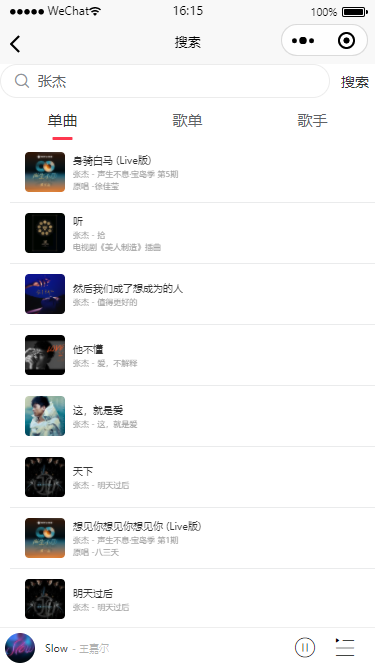 WeChat 16:15 100%
搜索
张杰 搜索
单曲 歌单 歌手
身骑白马 (Live版)
张杰 - 声生不息·宝岛季 第5期
原唱 -徐佳莹
听
张杰 - 拾
电视剧《美人制造》插曲
然后我们成了想成为的人
张杰 - 值得更好的
他不懂
张杰 - 爱，不解释
这，就是爱
张杰 - 这，就是爱
天下
张杰 - 明天过后
想见你想见你想见你 (Live版)
张杰 - 声生不息·宝岛季 第1期
原唱 -八三夭
明天过后
张杰 - 明天过后
Slow - 王嘉尔